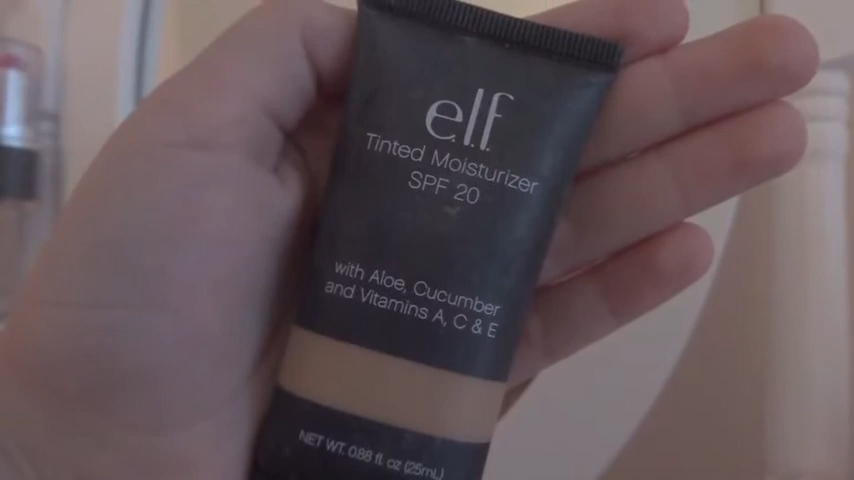 e.l.f.
Tinted Moisturizer
SPF 20
with Aloe, Cucumber
and Vitamins A, C & E
NET WT. 0.88 fl. oz (25mL)